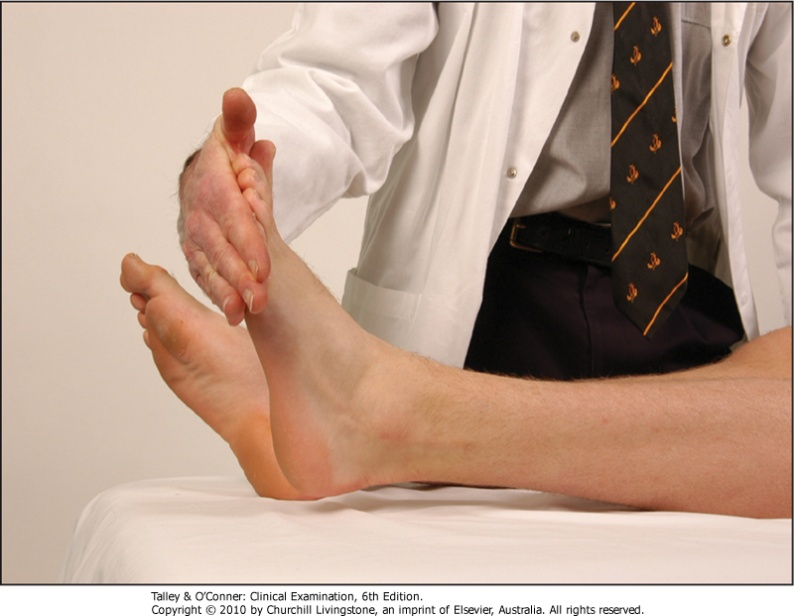 Talley & O'Conner: Clinical Examination, 6th Edition.
Copyright © 2010 by Churchill Livingstone, an imprint of Elsevier, Australia. All rights reserved.